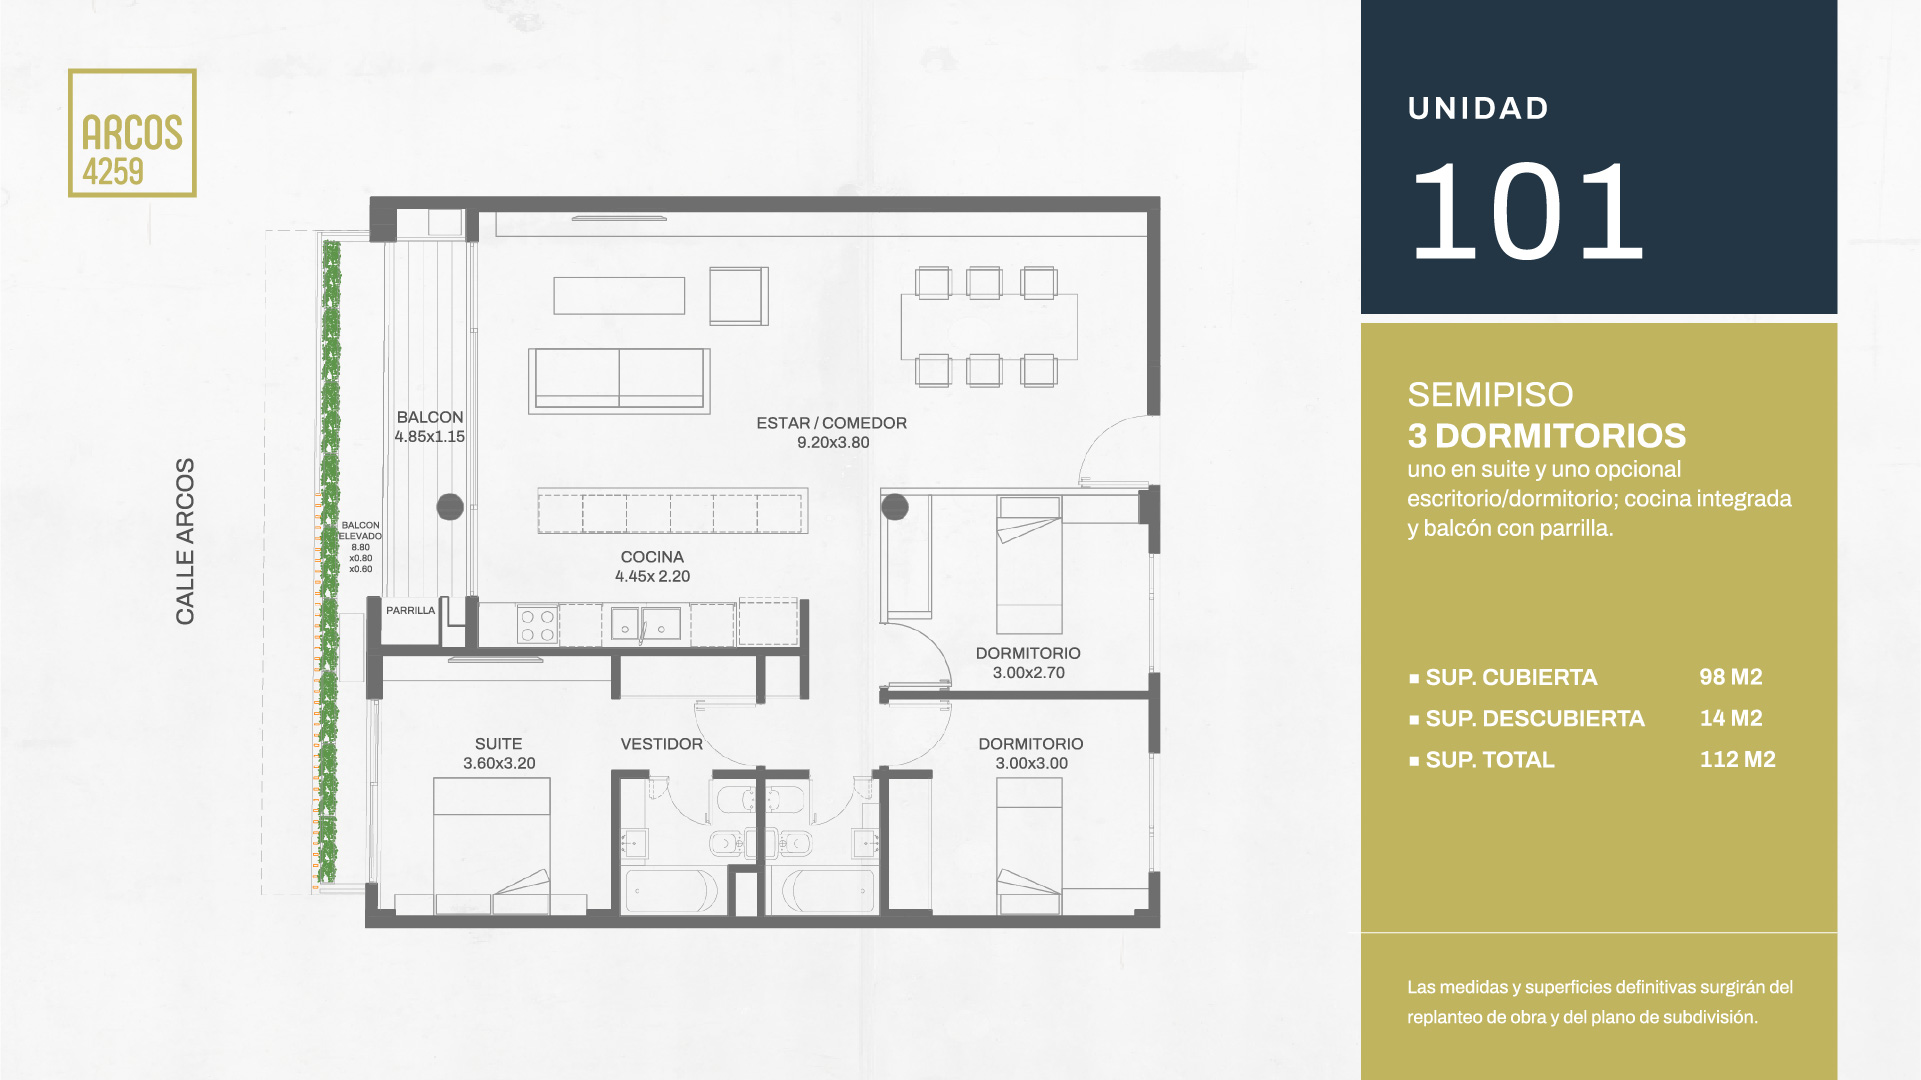 ARCOS
4259
CALLE ARCOS
BALCON
4.85x1.15
BALCON
ELEVADO
8.80
x0.80
x0.60
PARRILLA
ESTAR / COMEDOR
9.20x3.80
COCINA
4.45x 2.20
DORMITORIO
3.00x2.70
SUITE
3.60x3.20
VESTIDOR
DORMITORIO
3.00x3.00
UNIDAD
101
SEMIPISO
3 DORMITORIOS
uno en suite y uno opcional
escritorio/dormitorio; cocina integrada
y balcón con parrilla.
SUP. CUBIERTA 98 M2
SUP. DESCUBIERTA 14 M2
SUP. TOTAL 112 M2
Las medidas y superficies definitivas surgirán del
replanteo de obra y del plano de subdivisión.